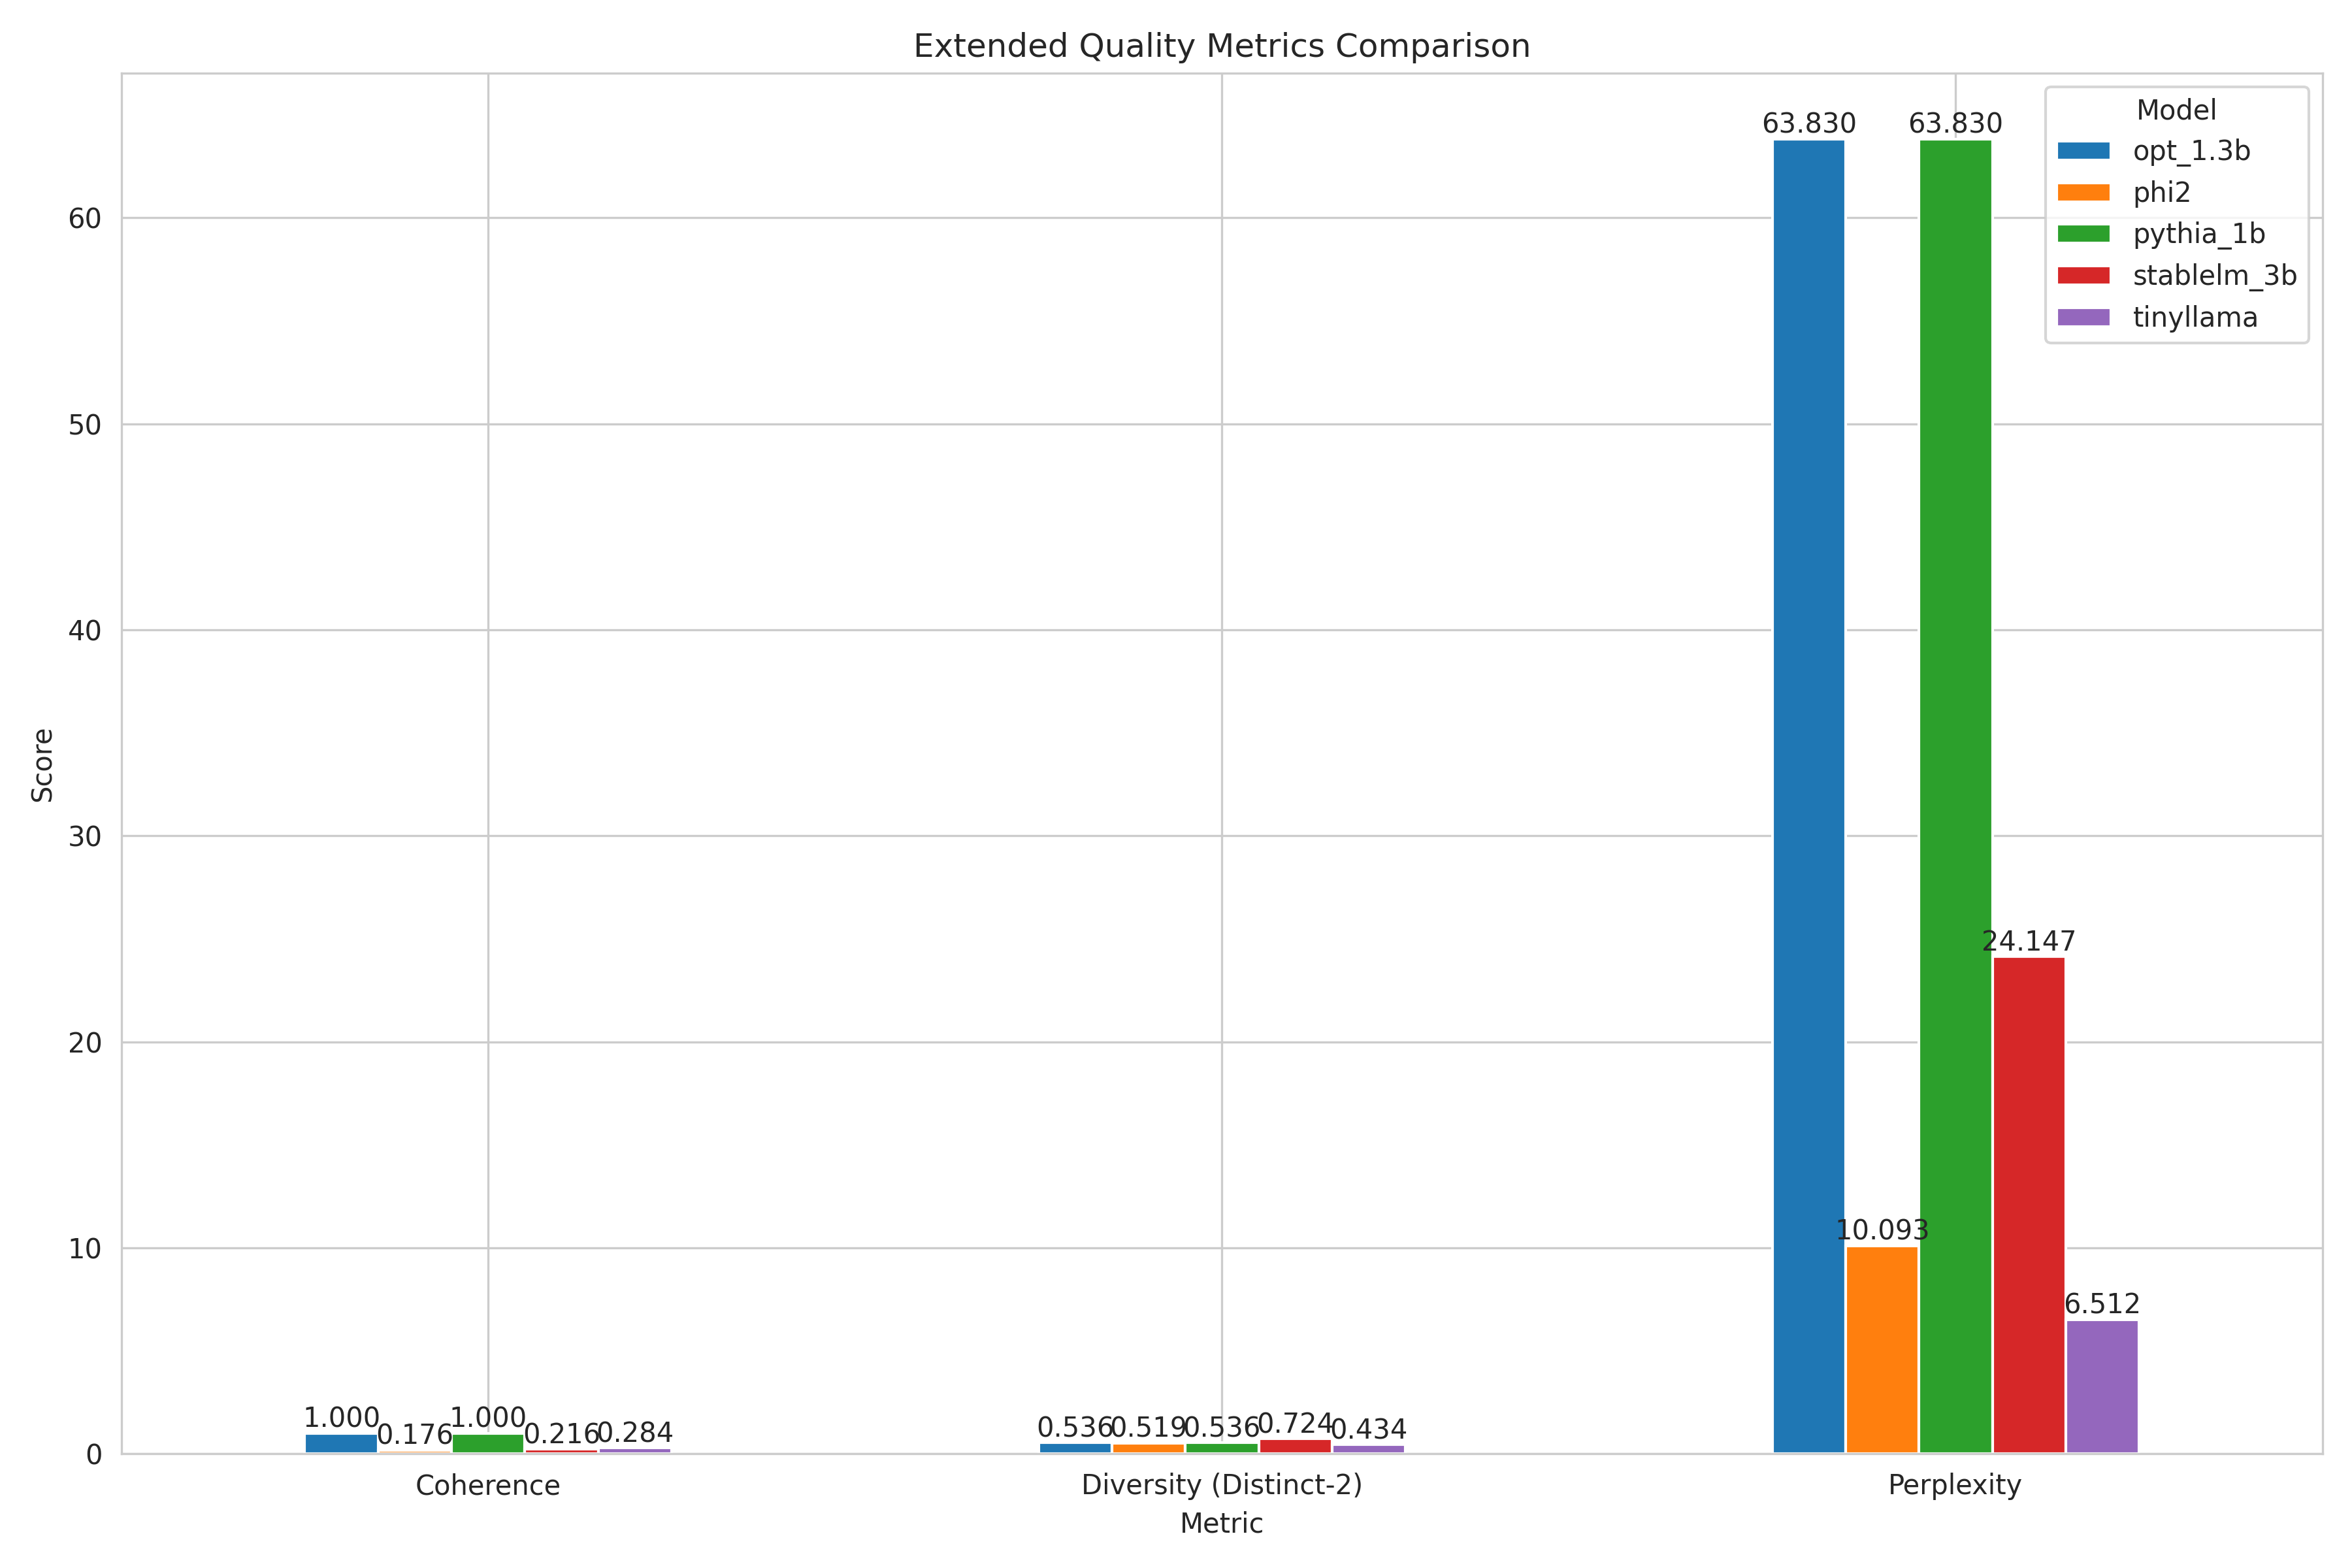 Extended Quality Metrics Comparison
Model
opt_1.3b
phi2
pythia_1b
stablelm_3b
tinyllama
Score
60
50
40
30
20
10
0
63.830
63.830
24.147
10.093
6.512
1.000
0.176
1.000
0.216
0.284
0.536
0.519
0.536
0.724
0.434
Coherence
Diversity (Distinct-2)
Perplexity
Metric